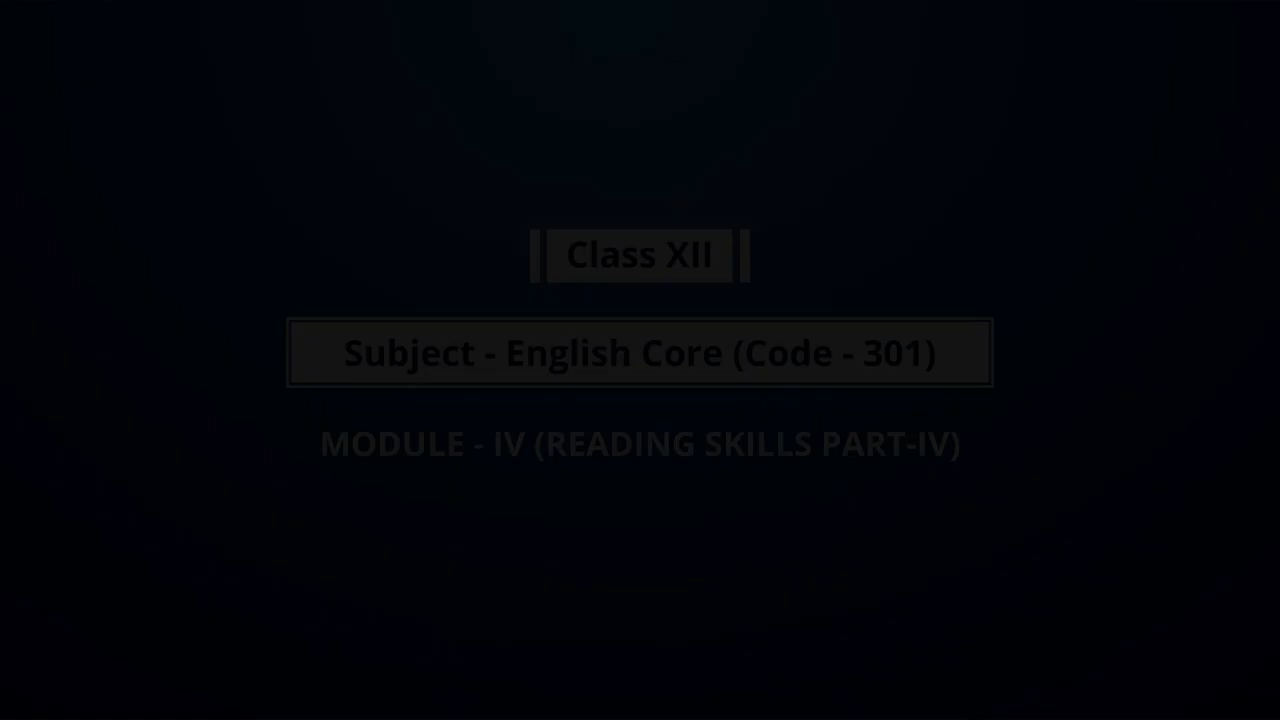 Class XII
Subject - English Core (Code - 301)
MODULE - IV (READING SKILLS PART-IV)